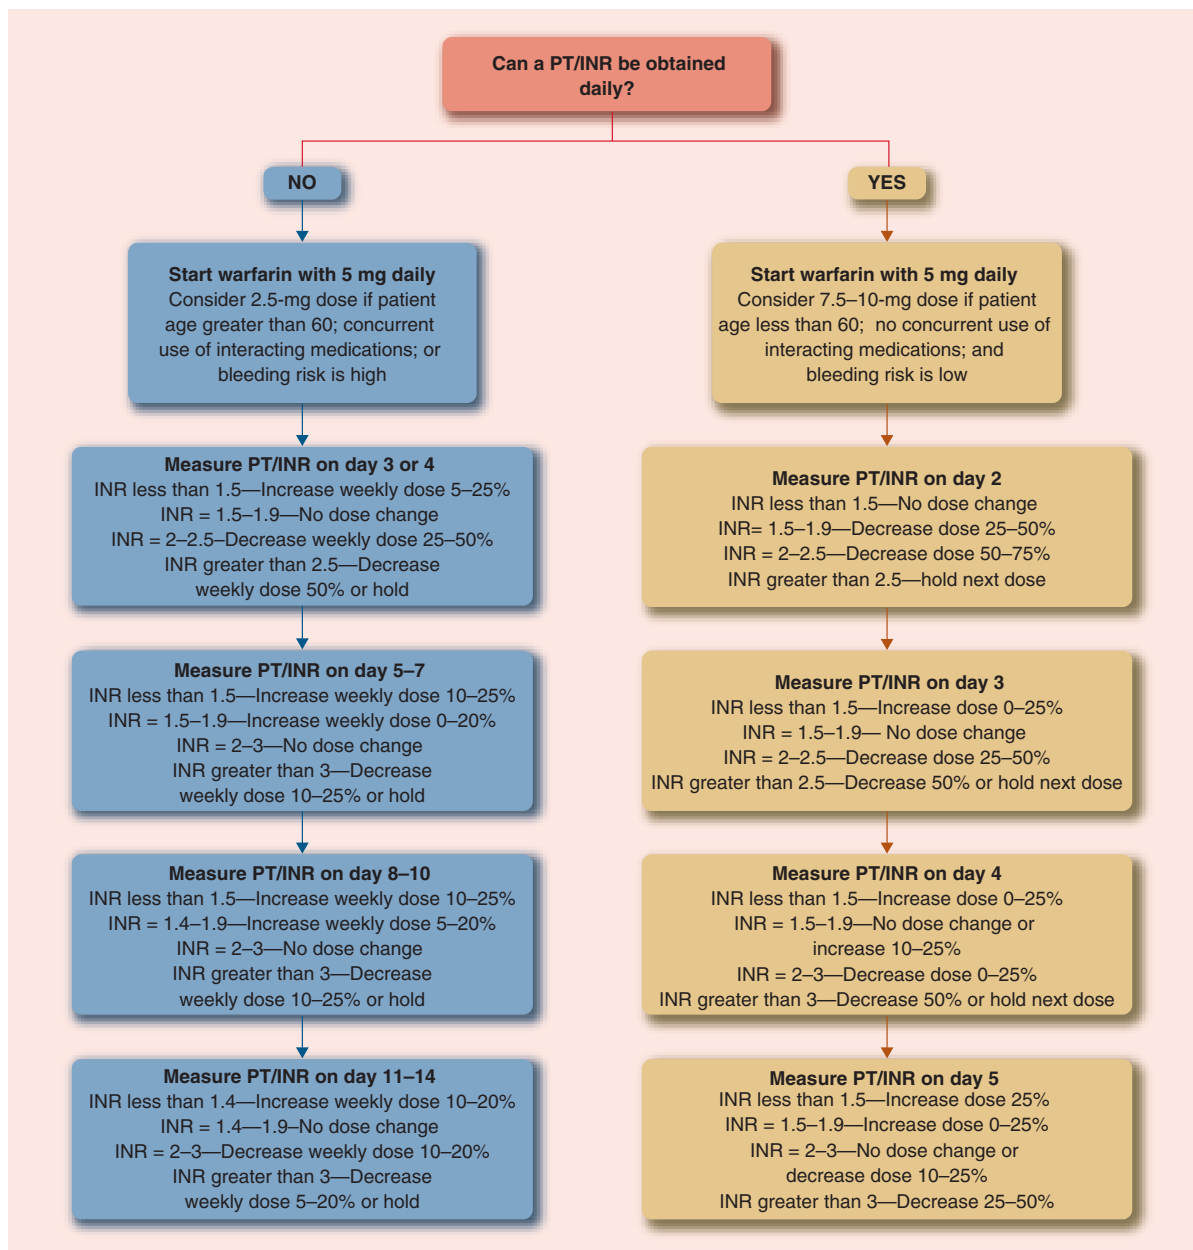 Can a PT/INR be obtained
daily?
NO
Start warfarin with 5 mg daily
Consider 2.5-mg dose if patient
age greater than 60; concurrent
use of interacting medications; or
bleeding risk is high
Measure PT/INR on day 3 or 4
INR less than 1.5—Increase weekly dose 5–25%
INR = 1.5–1.9—No dose change
INR = 2–2.5–Decrease weekly dose 25–50%
INR greater than 2.5—Decrease
weekly dose 50% or hold
Measure PT/INR on day 5–7
INR less than 1.5—Increase weekly dose 10–25%
INR = 1.5–1.9—Increase weekly dose 0–20%
INR = 2–3—No dose change
INR greater than 3—Decrease
weekly dose 10–25% or hold
Measure PT/INR on day 8–10
INR less than 1.5—Increase weekly dose 10–25%
INR = 1.4–1.9—Increase weekly dose 5–20%
INR = 2–3—No dose change
INR greater than 3—Decrease
weekly dose 10–25% or hold
Measure PT/INR on day 11–14
INR less than 1.4—Increase weekly dose 10–20%
INR = 1.4—1.9–No dose change
INR = 2–3—Decrease weekly dose 10–20%
INR greater than 3—Decrease
weekly dose 5–20% or hold
YES
Start warfarin with 5 mg daily
Consider 7.5–10-mg dose if patient
age less than 60; no concurrent use of
interacting medications; and
bleeding risk is low
Measure PT/INR on day 2
INR less than 1.5—No dose change
INR= 1.5–1.9—Decrease dose 25–50%
INR = 2–2.5—Decrease dose 50–75%
INR greater than 2.5—hold next dose
Measure PT/INR on day 3
INR less than 1.5—Increase dose 0–25%
INR = 1.5–1.9— No dose change
INR = 2–2.5—Decrease dose 25–50%
INR greater than 2.5—Decrease 50% or hold next dose
Measure PT/INR on day 4
INR less than 1.5—Increase dose 0–25%
INR = 1.5–1.9—No dose change or
increase 10–25%
INR = 2–3—Decrease dose 0–25%
INR greater than 3—Decrease 50% or hold next dose
Measure PT/INR on day 5
INR less than 1.5—Increase dose 25%
INR = 1.5–1.9—Increase dose 0–25%
INR = 2–3—No dose change or
decrease dose 10–25%
INR greater than 3—Decrease 25–50%